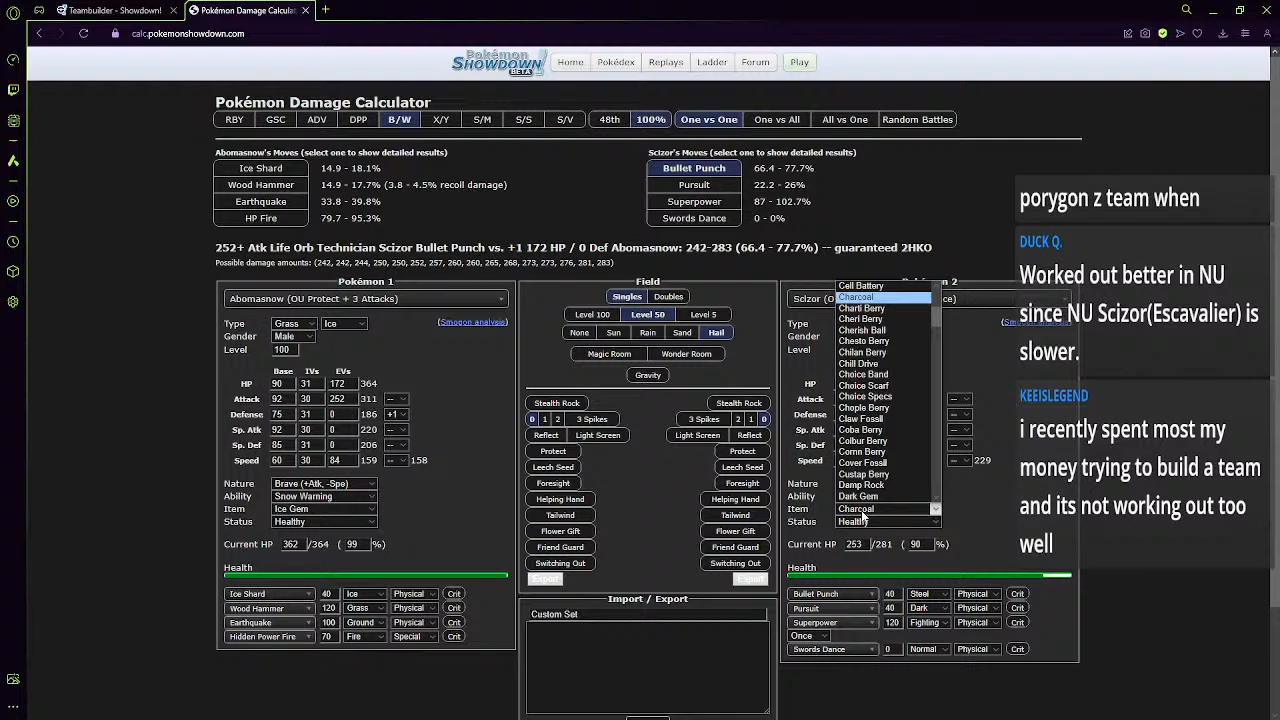 Teambuilder - Showdown!
Pokémon Damage Calculat
calc.pokemonshowdown.com
Pokémon
SHOWDOWN!
BETA
Home
Pokédex
Replays
Ladder
Forum
Play
Pokémon Damage Calculator
RBY GSC ADV DPP B/W X/Y S/M S/S S/V 48th 100% One vs One One vs All All vs One Random Battles
Abomasnow's Moves (select one to show detailed results)
Ice Shard 14.9 - 18.1%
Wood Hammer 14.9 - 17.7% (3.8 - 4.5% recoil damage)
Earthquake 33.8 - 39.8%
HP Fire 79.7 - 95.3%
Scizor's Moves (select one to show detailed results)
Bullet Punch 66.4 - 77.7%
Pursuit 22.2 - 26%
Superpower 87 - 102.7%
Swords Dance 0 - 0%
252+ Atk Life Orb Technician Scizor Bullet Punch vs. +1 172 HP / 0 Def Abomasnow: 242-283 (66.4 - 77.7%) -- guaranteed 2HKO
Possible damage amounts: (242, 242, 244, 250, 250, 252, 257, 260, 260, 265, 268, 273, 273, 276, 281, 283)
Pokémon 1
Abomasnow (OU Protect + 3 Attacks)
Type Grass Ice (Smogon analysis)
Gender Male
Level 100
Base IVs EVs
HP 90 31 172 364
Attack 92 30 252 311 --
Defense 75 31 0 186 +1
Sp. Atk 92 30 0 220 --
Sp. Def 85 31 0 206 --
Speed 60 30 84 159 -- 158
Nature Brave (+Atk, -Spe)
Ability Snow Warning
Item Ice Gem
Status Healthy
Current HP 362 /364 ( 99 %)
Health
Ice Shard 40 Ice Physical Crit
Wood Hammer 120 Grass Physical Crit
Earthquake 100 Ground Physical Crit
Hidden Power Fire 70 Fire Special Crit
Field
Singles Doubles
Level 100 Level 50 Level 5
None Sun Rain Sand Hail
Magic Room Wonder Room
Gravity
Stealth Rock Stealth Rock
0 1 2 3 Spikes 3 Spikes 2 1 0
Reflect Light Screen Light Screen Reflect
Protect Protect
Leech Seed Leech Seed
Foresight Foresight
Helping Hand Helping Hand
Tailwind Tailwind
Flower Gift Flower Gift
Friend Guard Friend Guard
Switching Out Switching Out
Export Export
Import / Export
Custom Set
Scizor (OU
Type
Gender
Level
HP
Attack --
Defense --
Sp. Atk --
Sp. Def --
Speed -- 229
Nature
Ability
Item Charcoal
Status Healthy
Cell Battery
Charcoal
Charti Berry
Cheri Berry
Cherish Ball
Chesto Berry
Chilan Berry
Chill Drive
Choice Band
Choice Scarf
Choice Specs
Chople Berry
Claw Fossil
Coba Berry
Colbur Berry
Cornn Berry
Cover Fossil
Custap Berry
Damp Rock
Dark Gem
Current HP 253 /281 ( 90 %)
Health
Bullet Punch 40 Steel Physical Crit
Pursuit 40 Dark Physical Crit
Superpower 120 Fighting Physical Crit
Once
Swords Dance 0 Normal Physical Crit
porygon z team when
DUCK Q.
Worked out better in NU
since NU Scizor(Escavalier) is
slower.
KEEISLEGEND
i recently spent most my
money trying to build a team
and its not working out too
well